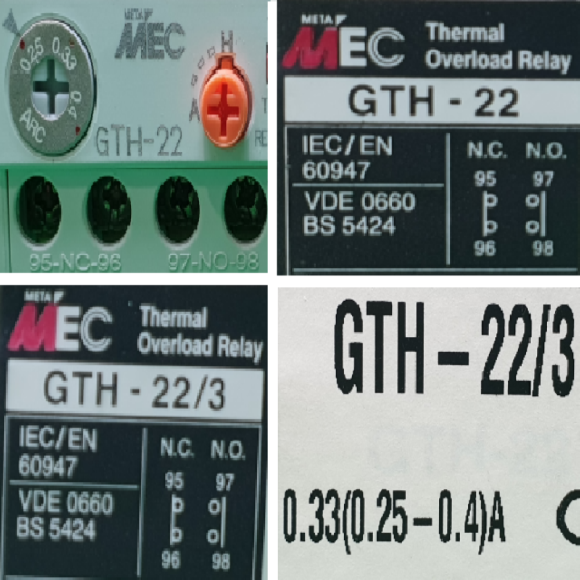 META
MEC
0.25 0.33 0.4
ARC
H
A
GTH-22
RE
95-NC-96 97-NO-98
META
MEC
Thermal
Overload Relay
GTH - 22
IEC/EN
60947
VDE 0660
BS 5424
N.C. N.O.
95 97
96 98
META
MEC
Thermal
Overload Relay
GTH - 22/3
IEC/EN
60947
VDE 0660
BS 5424
N.C. N.O.
95 97
96 98
GTH – 22/3
0.33(0.25 – 0.4)A